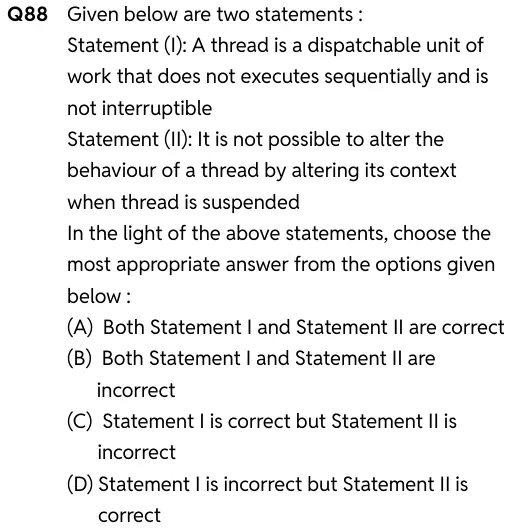 Q88 Given below are two statements :
Statement (I): A thread is a dispatchable unit of
work that does not executes sequentially and is
not interruptible
Statement (II): It is not possible to alter the
behaviour of a thread by altering its context
when thread is suspended
In the light of the above statements, choose the
most appropriate answer from the options given
below :
(A) Both Statement I and Statement II are correct
(B) Both Statement I and Statement II are
incorrect
(C) Statement I is correct but Statement II is
incorrect
(D) Statement I is incorrect but Statement II is
correct